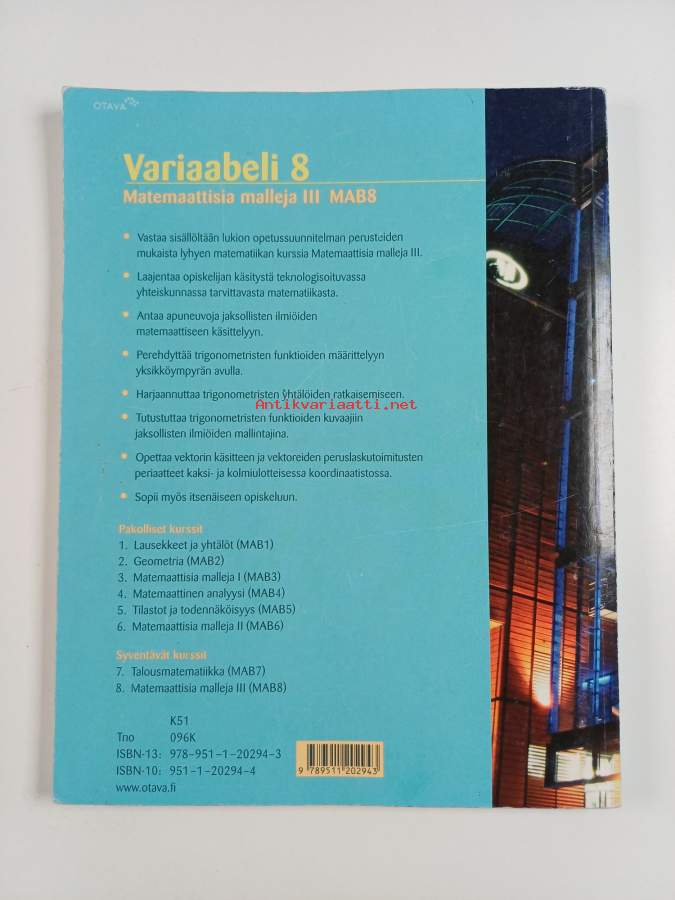 OTAVA
Variaabeli 8
Matemaattisia malleja III MAB8
• Vastaa sisällöltään lukion opetussuunnitelman perusteiden
mukaista lyhyen matematiikan kurssia Matemaattisia malleja III.
• Laajentaa opiskelijan käsitystä teknologisoituvassa
yhteiskunnassa tarvittavasta matematiikasta.
• Antaa apuneuvoja jaksollisten ilmiöiden
matemaattiseen käsittelyyn.
• Perehdyttää trigonometristen funktioiden määrittelyyn
yksikköympyrän avulla.
• Harjaannuttaa trigonometristen yhtälöiden ratkaisemiseen.
Antikvariaatti.net
• Tutustuttaa trigonometristen funktioiden kuvaajiin
jaksollisten ilmiöiden mallintajina.
• Opettaa vektorin käsitteen ja vektoreiden peruslaskutoimitusten
periaatteet kaksi- ja kolmiulotteisessa koordinaatistossa.
• Sopii myös itsenäiseen opiskeluun.
Pakolliset kurssit
1. Lausekkeet ja yhtälöt (MAB1)
2. Geometria (MAB2)
3. Matemaattisia malleja I (MAB3)
4. Matemaattinen analyysi (MAB4)
5. Tilastot ja todennäköisyys (MAB5)
6. Matemaattisia malleja II (MAB6)
Syventävät kurssit
7. Talousmatematiikka (MAB7)
8. Matemaattisia malleja III (MAB8)
K51
Tno 096K
ISBN-13: 978-951-1-20294-3
ISBN-10: 951-1-20294-4
www.otava.fi
9 789511 202943